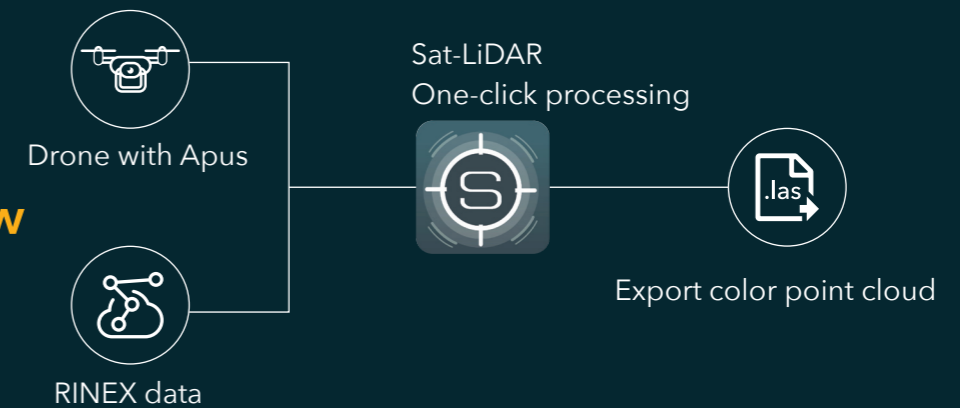 Sat-LiDAR
One-click processing
Drone with Apus
w
S
.las
Export color point cloud
RINEX data